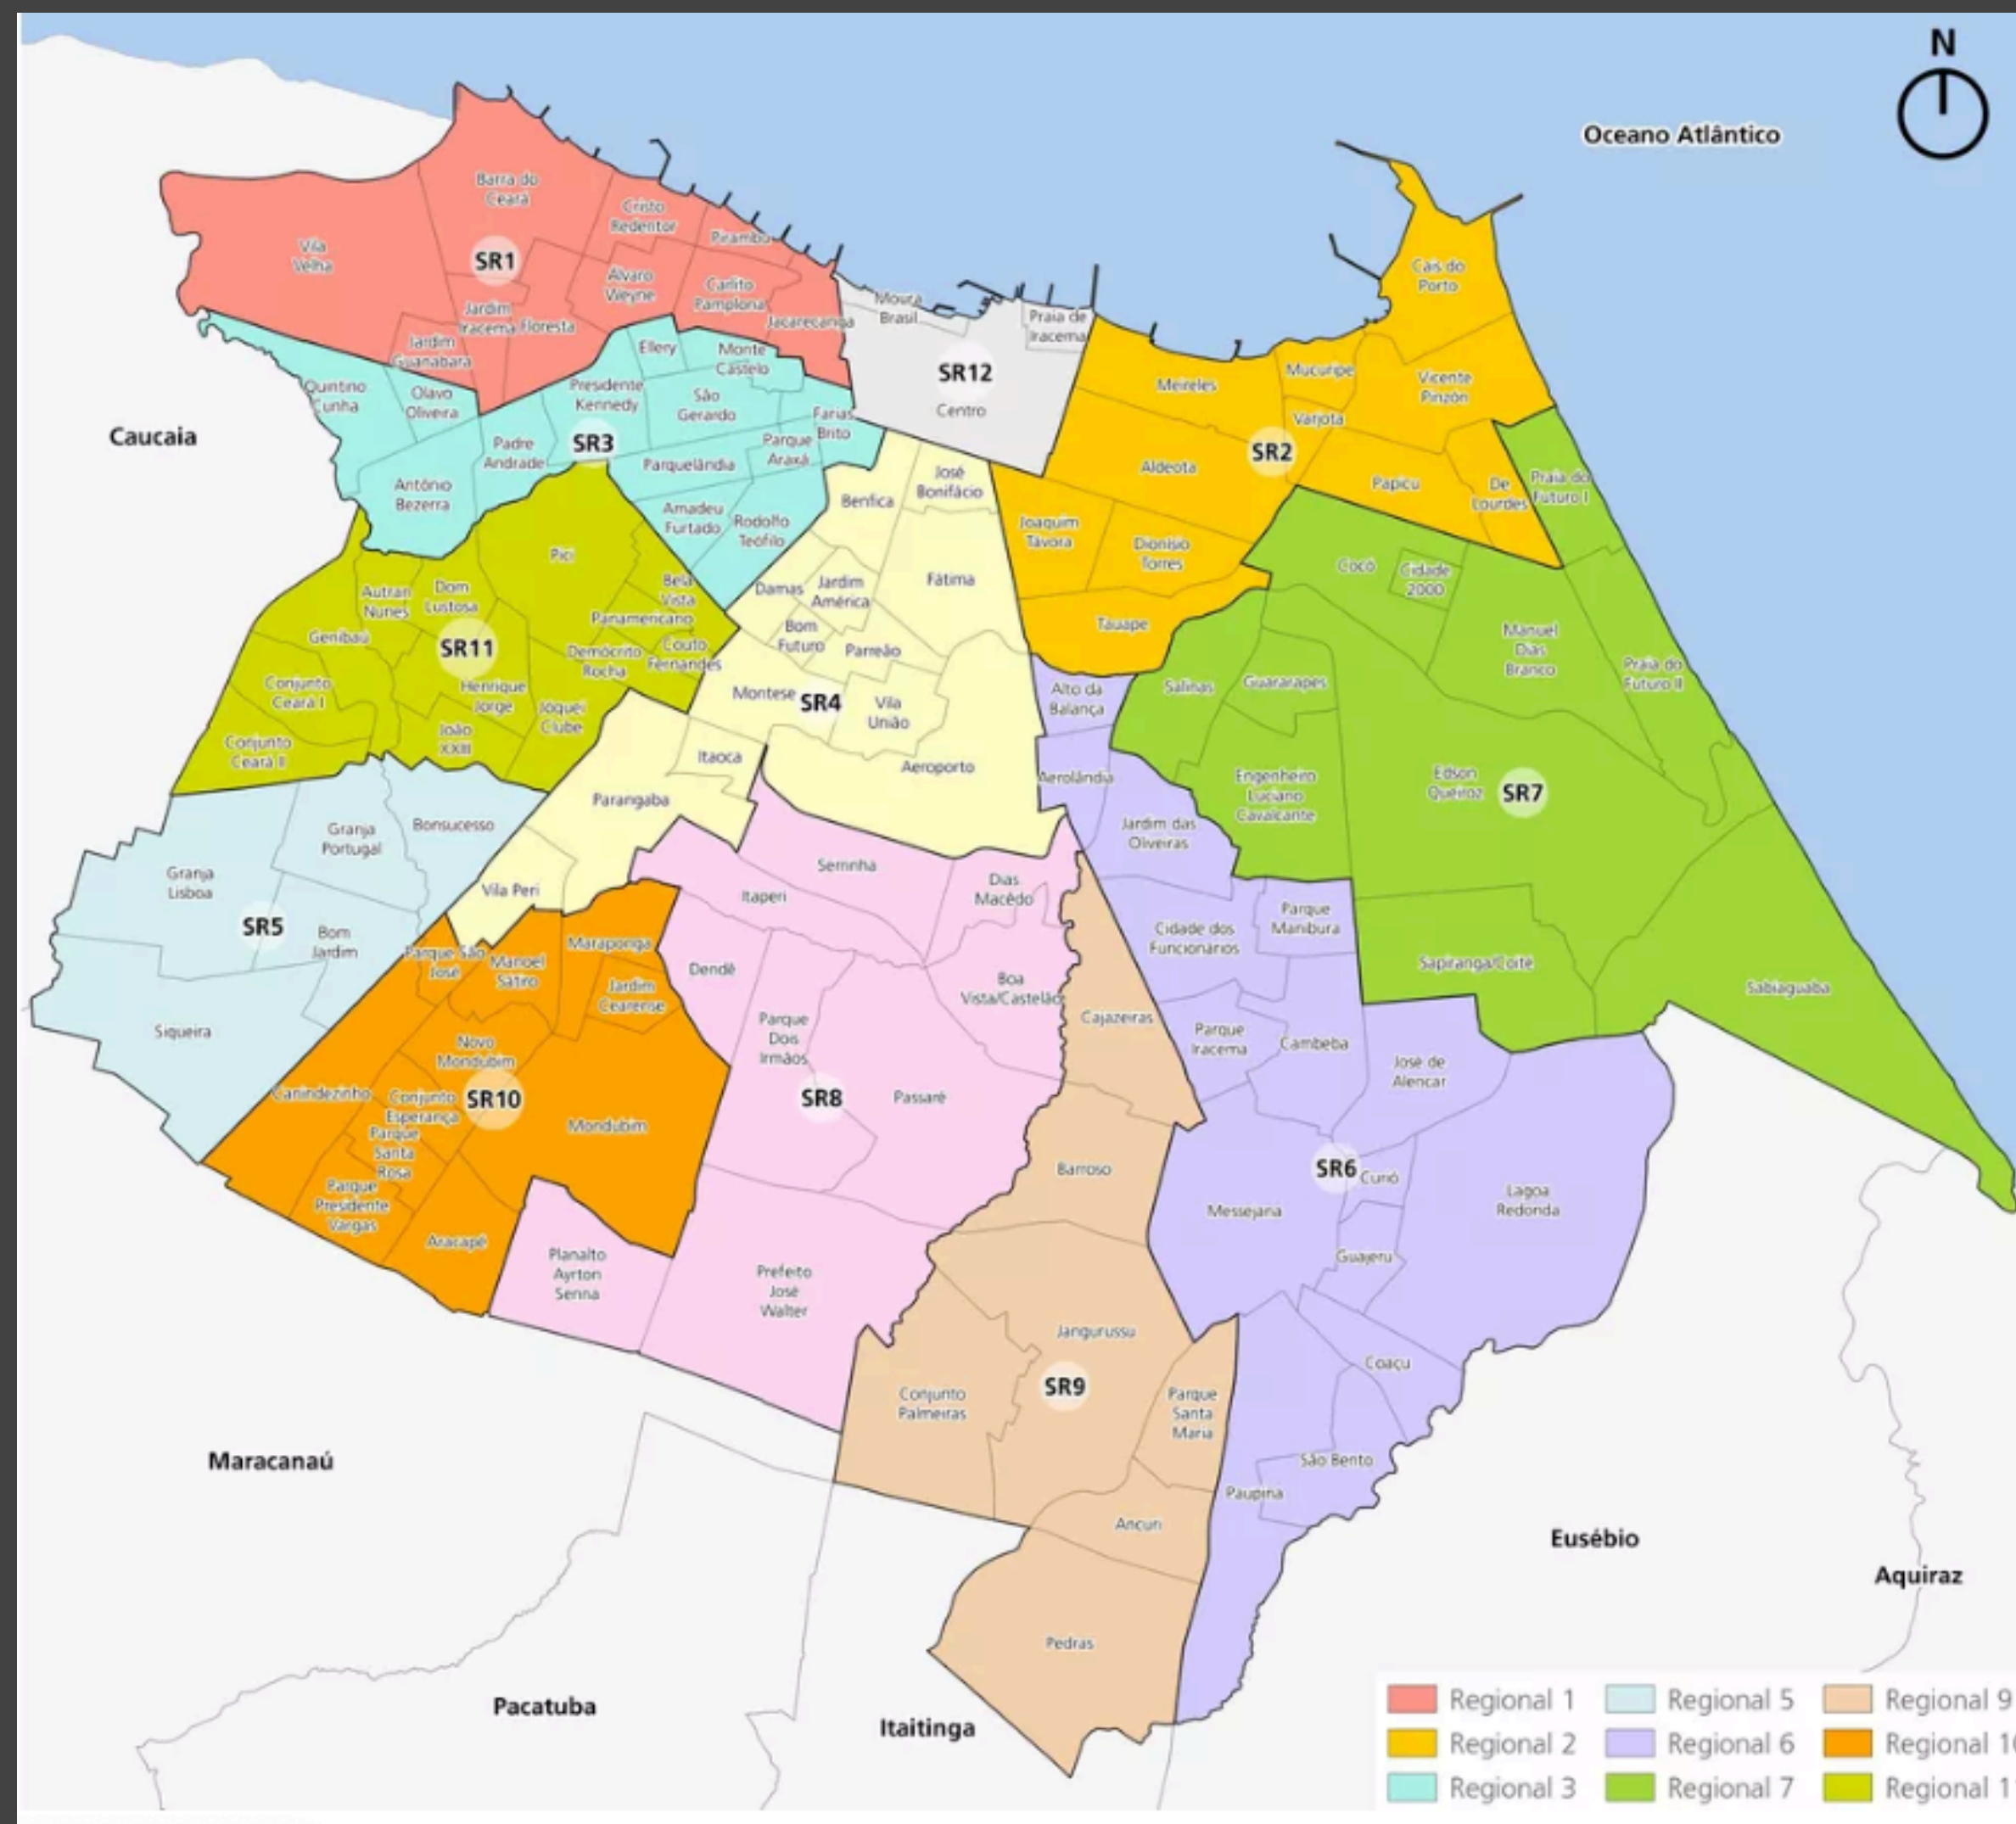 N
Oceano Atlântico
Barra do
Ceará
Cristo
Redentor
Pirambu
Vila
Velha
SR1
Álvaro
Weyne
Carlito
Pamplona
Jardim
Iracema
Floresta
Jacarecanga
Jardim
Guanabara
Moura
Brasil
Praia de
Iracema
SR12
Centro
Cais do
Porto
Mucuripe
Meireles
Vicente
Pinzón
Varjota
SR2
Aldeota
Papicu
De
Lourdes
Praia do
Futuro I
Joaquim
Távora
Dionísio
Torres
Tauape
Caucaia
Quintino
Cunha
Olavo
Oliveira
Ellery
Monte
Castelo
Presidente
Kennedy
São
Gerardo
Farias
Brito
Padre
Andrade
SR3
Parquelândia
Parque
Araxá
Antônio
Bezerra
Amadeu
Furtado
Rodolfo
Teófilo
Pici
Autran
Nunes
Dom
Lustosa
Bela
Vista
Panamericano
Genibaú
SR11
Demócrito
Rocha
Couto
Fernandes
Conjunto
Ceará I
Henrique
Jorge
Jóquei
Clube
João
XXIII
Conjunto
Ceará II
José
Bonifácio
Benfica
Damas
Jardim
América
Fátima
Bom
Futuro
Parreão
Montese
SR4
Vila
União
Itaoca
Aeroporto
Parangaba
Vila Peri
Cocó
Cidade
2000
Manuel
Dias
Branco
Praia do
Futuro II
Salinas
Guararapes
Engenheiro
Luciano
Cavalcante
Edson
Queiroz
SR7
Sapiranga/Coité
Sabiaguaba
Alto da
Balança
Aerolândia
Jardim das
Oliveiras
Cidade dos
Funcionários
Parque
Manibura
Parque
Iracema
Cambeba
José de
Alencar
SR6
Curió
Messejana
Lagoa
Redonda
Guajeru
Coaçu
São Bento
Paupina
Granja
Portugal
Bonsucesso
Granja
Lisboa
SR5
Bom
Jardim
Siqueira
Parque São
José
Manoel
Sátiro
Maraponga
Jardim
Cearense
Novo
Mondubim
Canindezinho
Conjunto
Esperança
SR10
Mondubim
Parque
Santa
Rosa
Parque
Presidente
Vargas
Aracapé
Serrinha
Itaperi
Dias
Macêdo
Dendê
Boa
Vista/Castelão
Parque
Dois
Irmãos
SR8
Passaré
Planalto
Ayrton
Senna
Prefeito
José
Walter
Cajazeiras
Barroso
Jangurussu
SR9
Conjunto
Palmeiras
Parque
Santa
Maria
Ancuri
Pedras
Maracanaú
Pacatuba
Itaitinga
Eusébio
Aquiraz
Regional 1
Regional 2
Regional 3
Regional 5
Regional 6
Regional 7
Regional 9
Regional 10
Regional 1